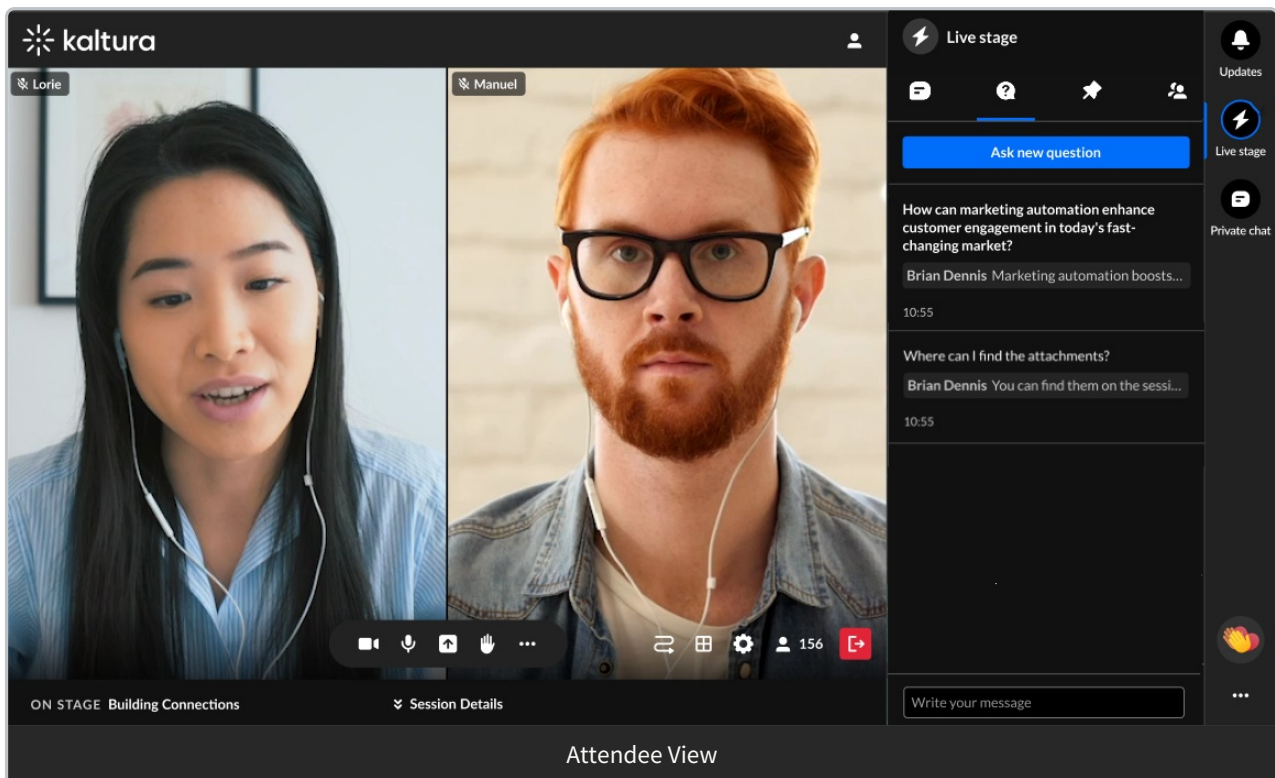 kaltura
Lorie
Manuel
156
ON STAGE Building Connections
Session Details
Live stage
Ask new question
How can marketing automation enhance
customer engagement in today's fast-
changing market?
Brian Dennis Marketing automation boosts...
10:55
Where can I find the attachments?
Brian Dennis You can find them on the sessi...
10:55
Write your message
Updates
Live stage
Private chat
Attendee View